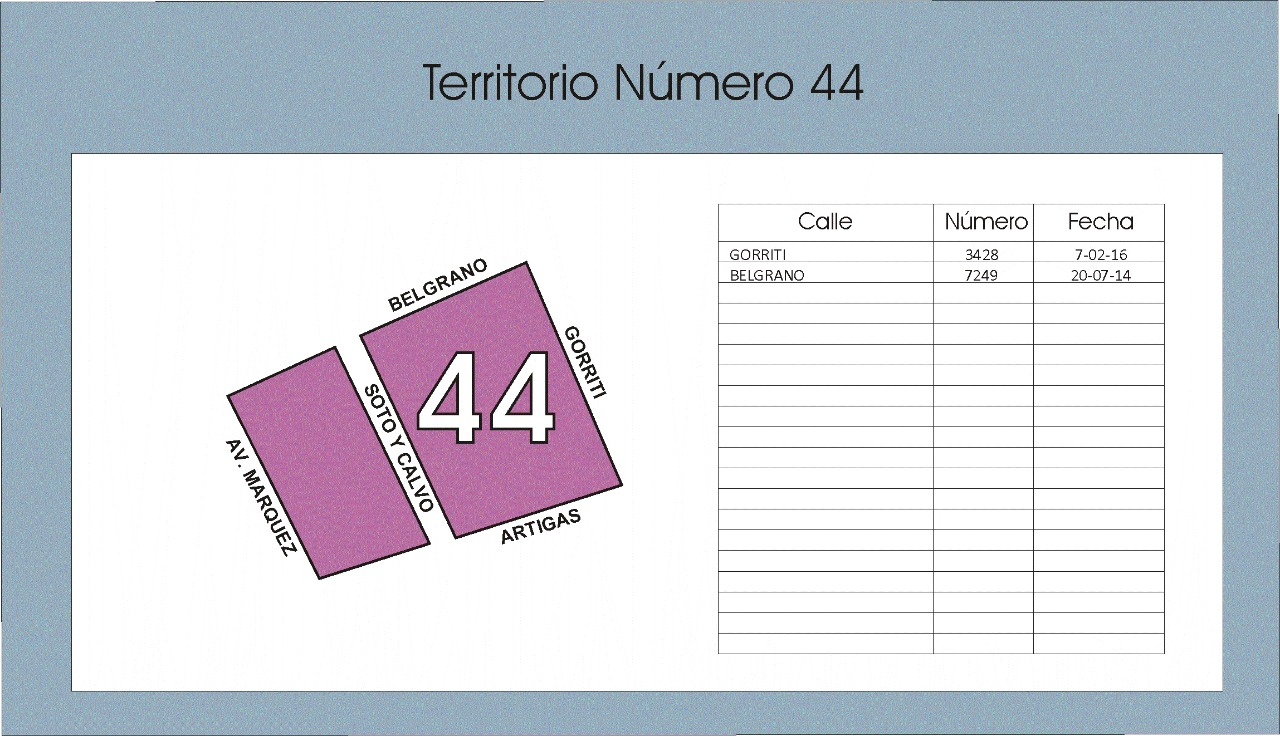 Territorio Número 44
BELGRANO
GORRITI
44
SOTO Y CALVO
AV. MARQUEZ
ARTIGAS
Calle Número Fecha
GORRITI 3428 7-02-16
BELGRANO 7249 20-07-14